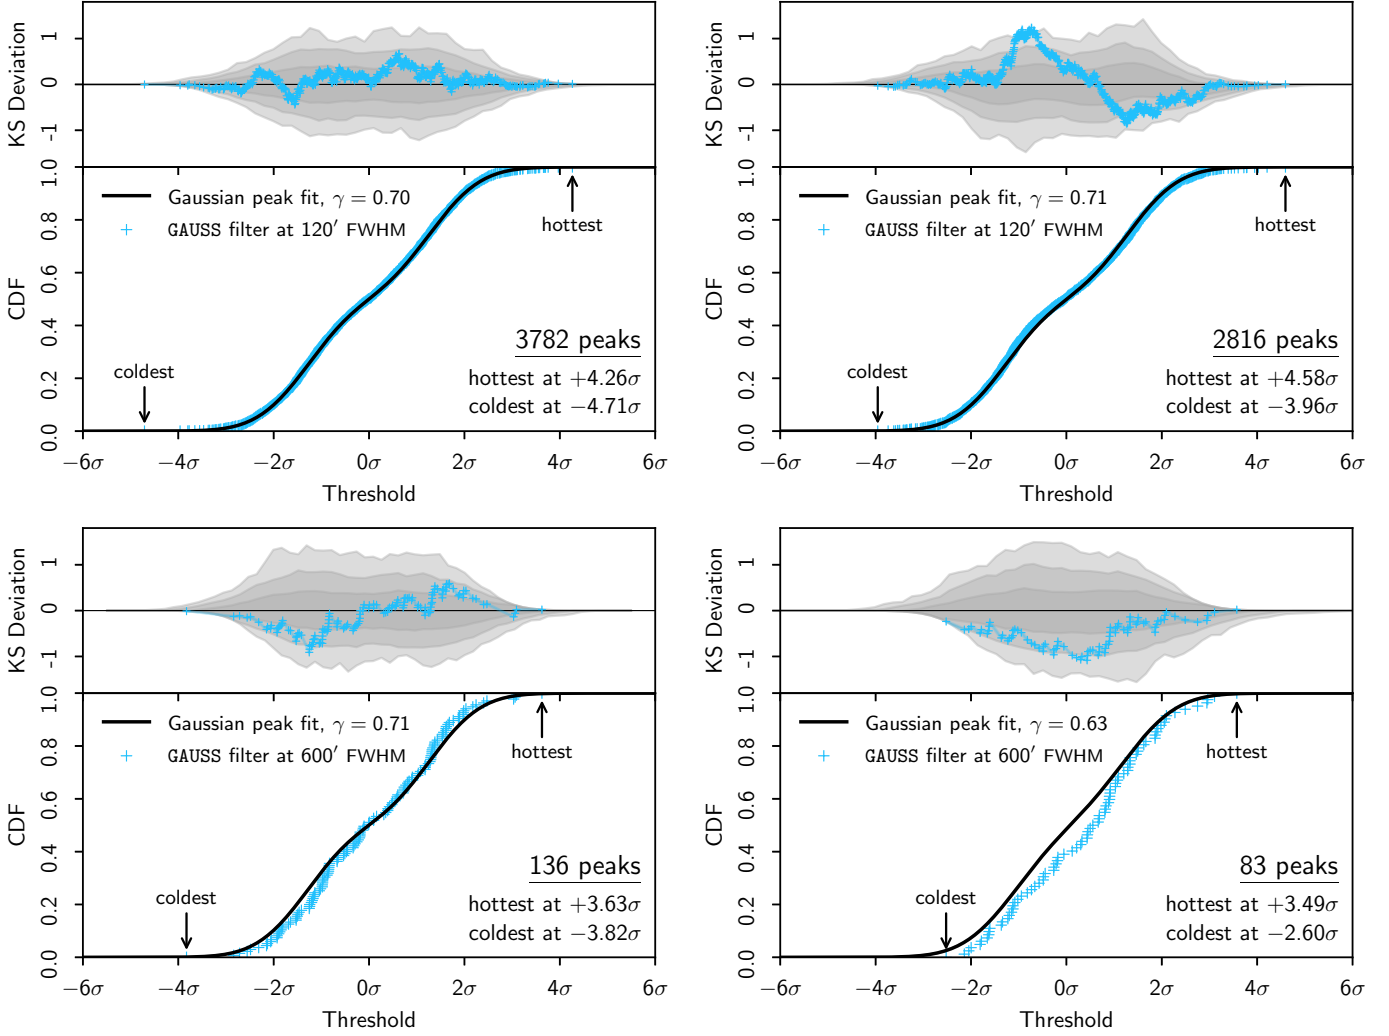 KS Deviation
1
0
-1
Gaussian peak fit, γ = 0.70
GAUSS filter at 120′ FWHM
hottest
coldest
3782 peaks
hottest at +4.26σ
coldest at −4.71σ
CDF
1.0
0.8
0.6
0.4
0.2
0.0
−6σ −4σ −2σ 0σ 2σ 4σ 6σ
Threshold
KS Deviation
1
0
-1
Gaussian peak fit, γ = 0.71
GAUSS filter at 120′ FWHM
hottest
coldest
2816 peaks
hottest at +4.58σ
coldest at −3.96σ
CDF
1.0
0.8
0.6
0.4
0.2
0.0
−6σ −4σ −2σ 0σ 2σ 4σ 6σ
Threshold
KS Deviation
1
0
-1
Gaussian peak fit, γ = 0.71
GAUSS filter at 600′ FWHM
hottest
coldest
136 peaks
hottest at +3.63σ
coldest at −3.82σ
CDF
1.0
0.8
0.6
0.4
0.2
0.0
−6σ −4σ −2σ 0σ 2σ 4σ 6σ
Threshold
KS Deviation
1
0
-1
Gaussian peak fit, γ = 0.63
GAUSS filter at 600′ FWHM
hottest
coldest
83 peaks
hottest at +3.49σ
coldest at −2.60σ
CDF
1.0
0.8
0.6
0.4
0.2
0.0
−6σ −4σ −2σ 0σ 2σ 4σ 6σ
Threshold